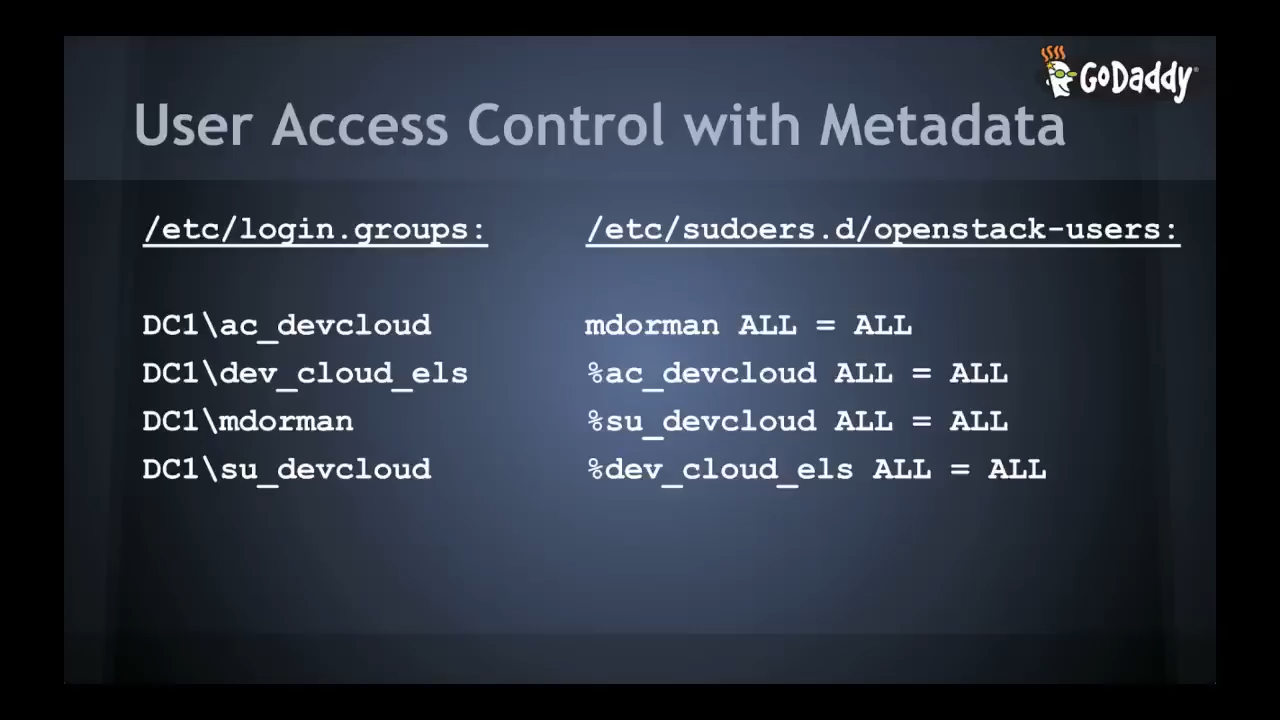 GoDaddy
User Access Control with Metadata
/etc/login.groups:
DC1\ac_devcloud
DC1\dev_cloud_els
DC1\mdorman
DC1\su_devcloud
/etc/sudoers.d/openstack-users:
mdorman ALL = ALL
%ac_devcloud ALL = ALL
%su_devcloud ALL = ALL
%dev_cloud_els ALL = ALL